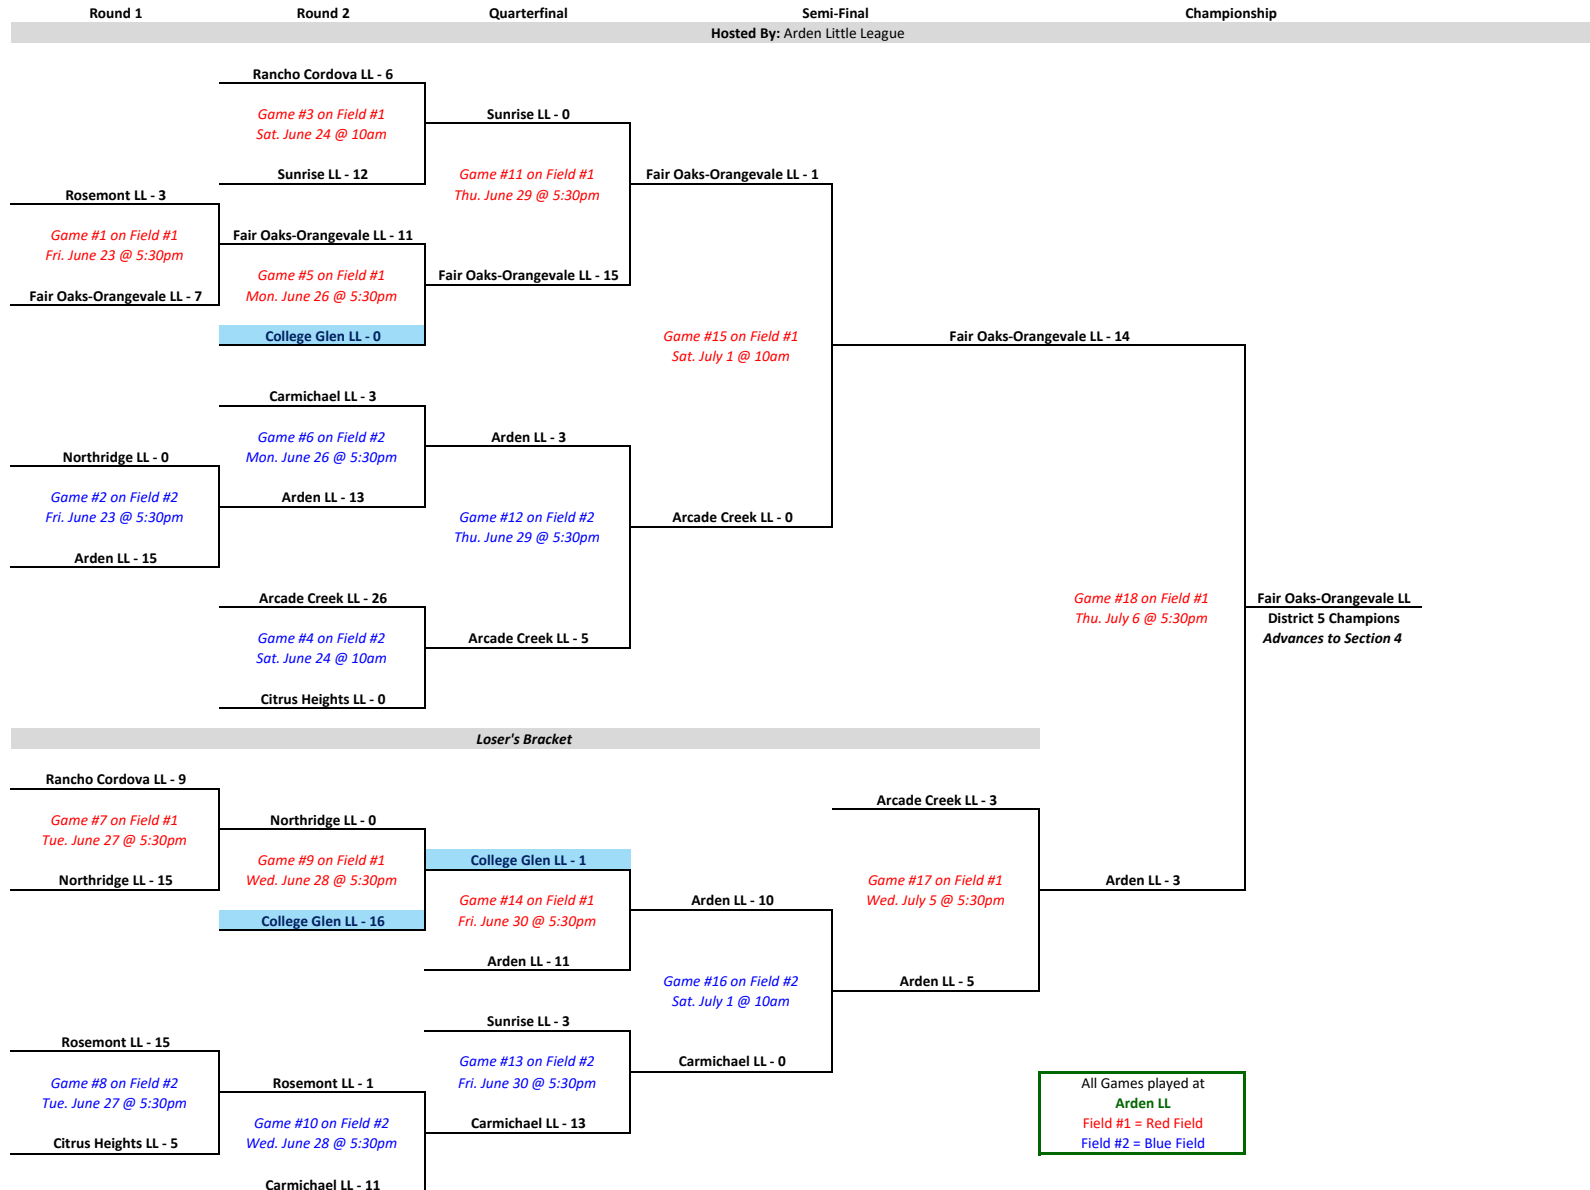 Round 1
Round 2
Quarterfinal
Semi-Final
Championship
Hosted By: Arden Little League
Rancho Cordova LL - 6
Game #3 on Field #1
Sat. June 24 @ 10am
Sunrise LL - 12
Sunrise LL - 0
Game #11 on Field #1
Thu. June 29 @ 5:30pm
Fair Oaks-Orangevale LL - 1
Rosemont LL - 3
Game #1 on Field #1
Fri. June 23 @ 5:30pm
Fair Oaks-Orangevale LL - 7
Fair Oaks-Orangevale LL - 11
Game #5 on Field #1
Mon. June 26 @ 5:30pm
College Glen LL - 0
Fair Oaks-Orangevale LL - 15
Game #15 on Field #1
Sat. July 1 @ 10am
Fair Oaks-Orangevale LL - 14
Carmichael LL - 3
Game #6 on Field #2
Mon. June 26 @ 5:30pm
Arden LL - 13
Northridge LL - 0
Game #2 on Field #2
Fri. June 23 @ 5:30pm
Arden LL - 15
Arden LL - 3
Game #12 on Field #2
Thu. June 29 @ 5:30pm
Arcade Creek LL - 0
Arcade Creek LL - 26
Game #4 on Field #2
Sat. June 24 @ 10am
Citrus Heights LL - 0
Arcade Creek LL - 5
Game #18 on Field #1
Thu. July 6 @ 5:30pm
Fair Oaks-Orangevale LL
District 5 Champions
Advances to Section 4
Loser's Bracket
Rancho Cordova LL - 9
Game #7 on Field #1
Tue. June 27 @ 5:30pm
Northridge LL - 15
Northridge LL - 0
Game #9 on Field #1
Wed. June 28 @ 5:30pm
College Glen LL - 16
College Glen LL - 1
Game #14 on Field #1
Fri. June 30 @ 5:30pm
Arden LL - 11
Arden LL - 10
Game #16 on Field #2
Sat. July 1 @ 10am
Carmichael LL - 0
Arcade Creek LL - 3
Game #17 on Field #1
Wed. July 5 @ 5:30pm
Arden LL - 5
Arden LL - 3
Sunrise LL - 3
Game #13 on Field #2
Fri. June 30 @ 5:30pm
Carmichael LL - 13
Rosemont LL - 15
Game #8 on Field #2
Tue. June 27 @ 5:30pm
Citrus Heights LL - 5
Rosemont LL - 1
Game #10 on Field #2
Wed. June 28 @ 5:30pm
Carmichael LL - 11
All Games played at
Arden LL
Field #1 = Red Field
Field #2 = Blue Field